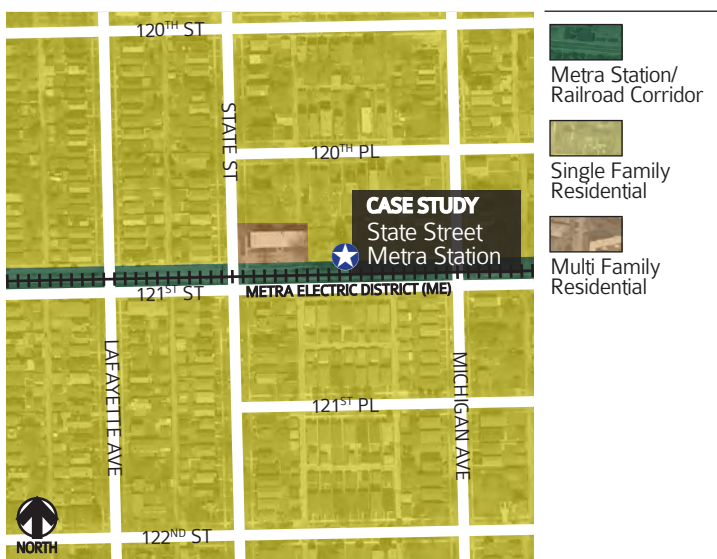 120TH ST
STATE ST
120TH PL
CASE STUDY
State Street
Metra Station
121ST ST
METRA ELECTRIC DISTRICT (ME)
LAFAYETTE AVE
MICHIGAN AVE
121ST PL
122ND ST
NORTH
Metra Station/
Railroad Corridor
Single Family
Residential
Multi Family
Residential